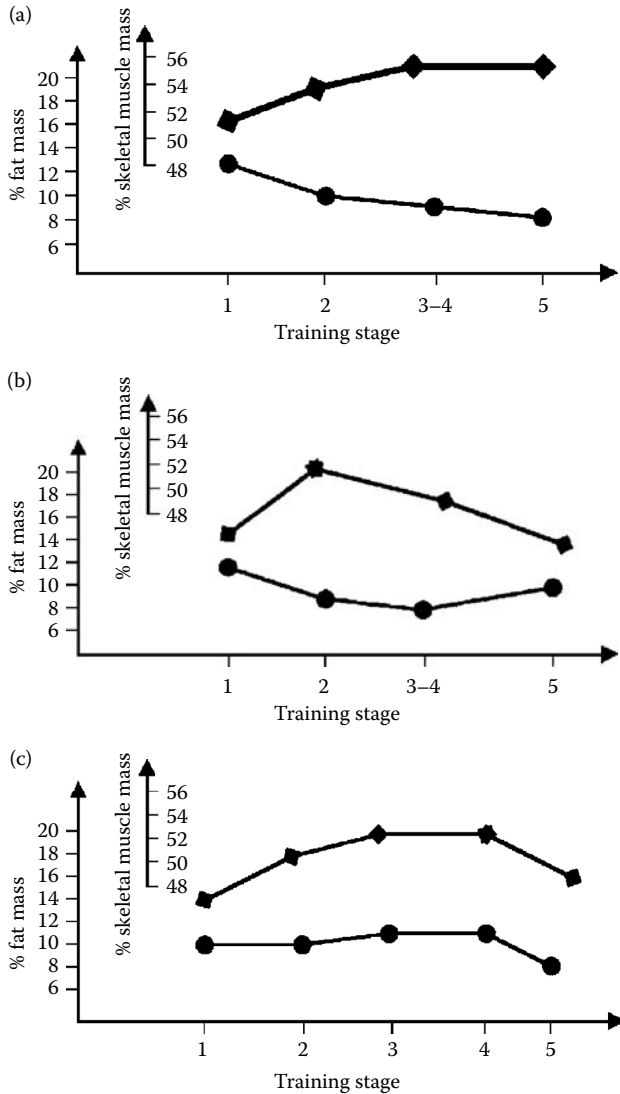 (a)
% fat mass
20
18
16
14
12
10
8
6
% skeletal muscle mass
56
54
52
50
48
1 2 3–4 5
Training stage
(b)
% fat mass
20
18
16
14
12
10
8
6
% skeletal muscle mass
56
54
52
50
48
1 2 3–4 5
Training stage
(c)
% fat mass
20
18
16
14
12
10
8
6
% skeletal muscle mass
56
54
52
50
48
1 2 3 4 5
Training stage